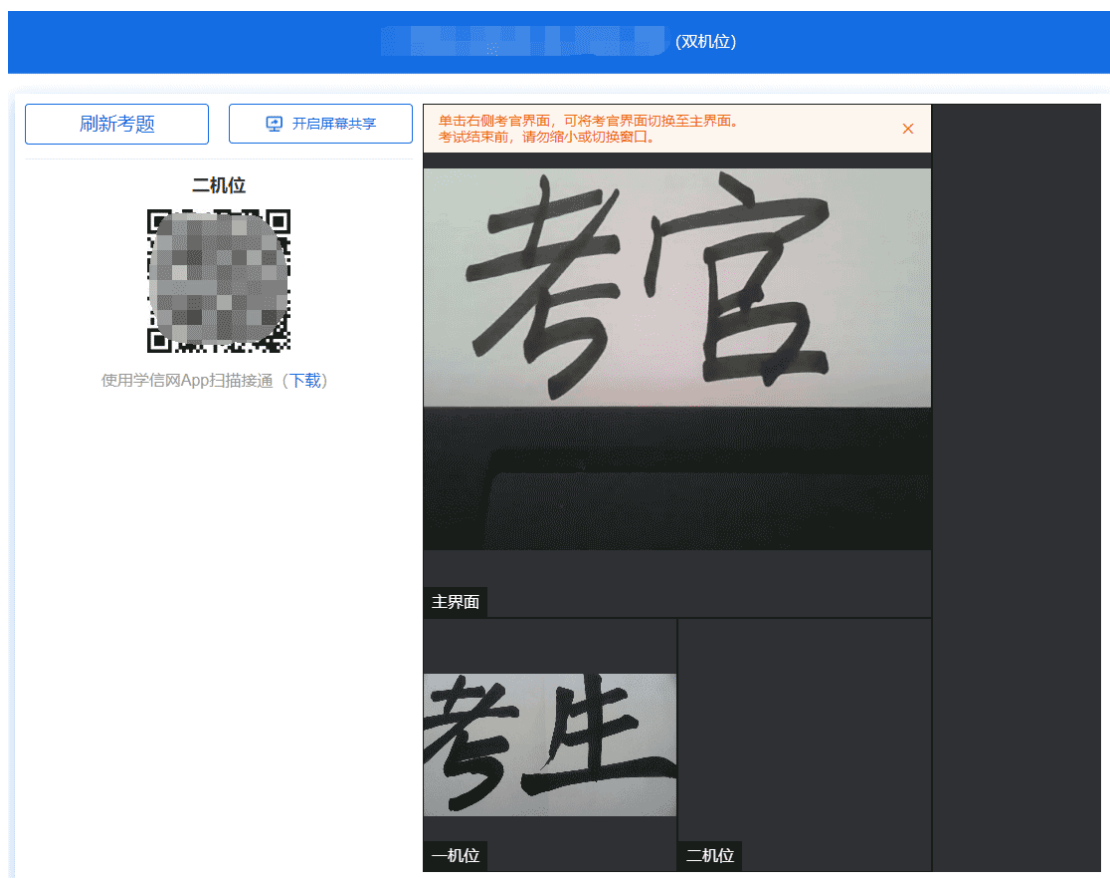 (双机位)
刷新考题
开启屏幕共享
二机位
使用学信网App扫描接通（下载）
单击右侧考官界面，可将考官界面切换至主界面。
考试结束前，请勿缩小或切换窗口。
考官
主界面
考生
一机位
二机位